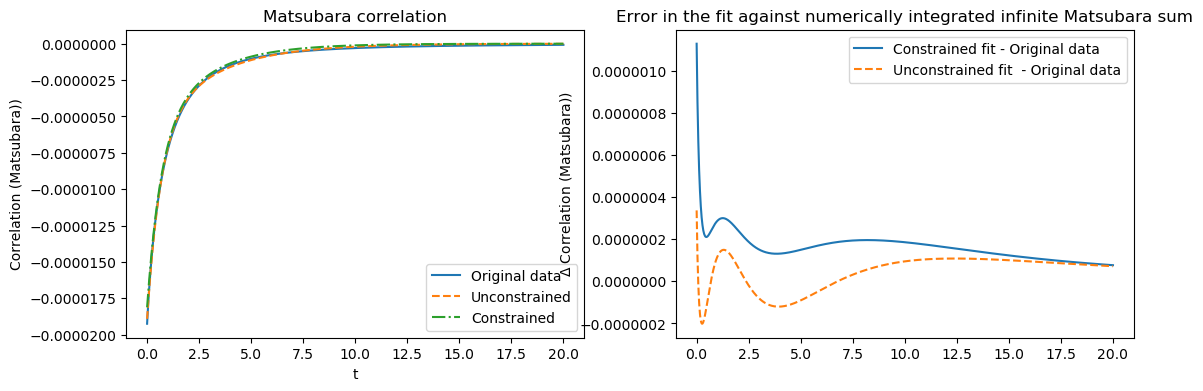 Matsubara correlation
Correlation (Matsubara))
0.0000000
−0.0000025
−0.0000050
−0.0000075
−0.0000100
−0.0000125
−0.0000150
−0.0000175
−0.0000200
0.0 2.5 5.0 7.5 10.0 12.5 15.0 17.5 20.0
t
Original data
Unconstrained
Constrained
Error in the fit against numerically integrated infinite Matsubara sum
Δ Correlation (Matsubara))
0.0000010
0.0000008
0.0000006
0.0000004
0.0000002
0.0000000
−0.0000002
0.0 2.5 5.0 7.5 10.0 12.5 15.0 17.5 20.0
Constrained fit - Original data
Unconstrained fit - Original data